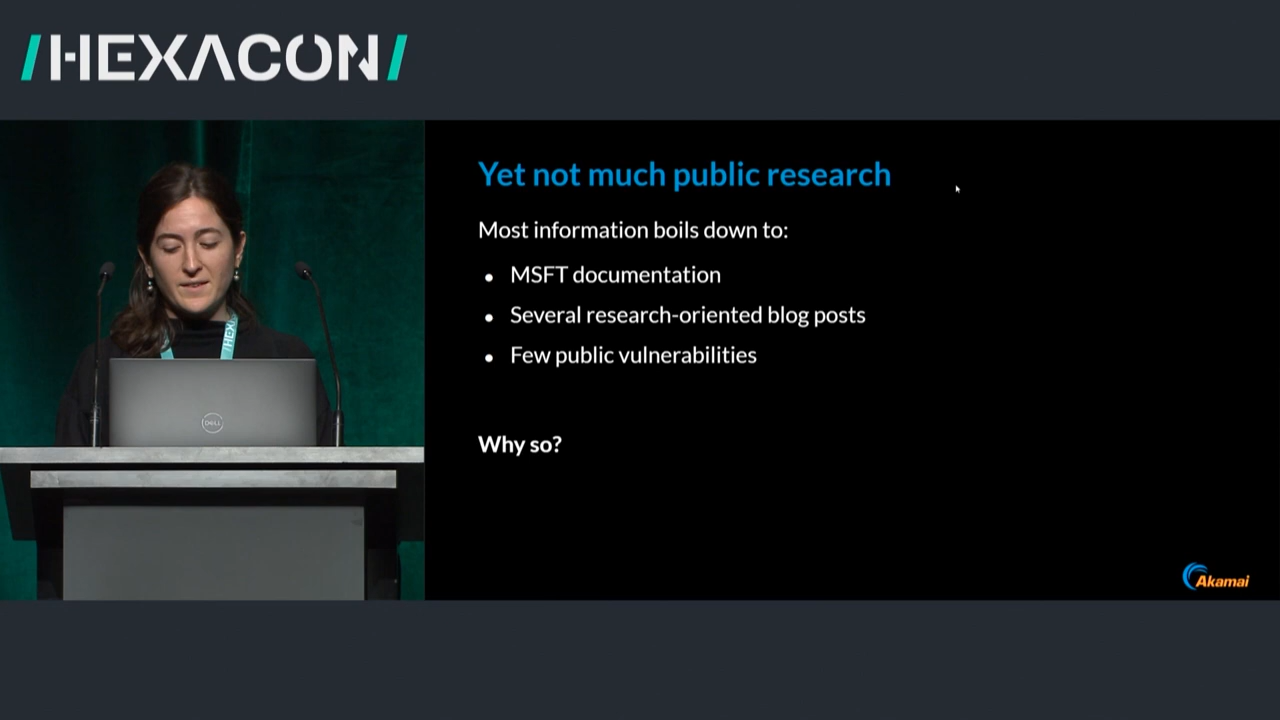 /HEXACON/
Yet not much public research
Most information boils down to:
• MSFT documentation
• Several research-oriented blog posts
• Few public vulnerabilities
Why so?
/HEX
DELL
Akamai